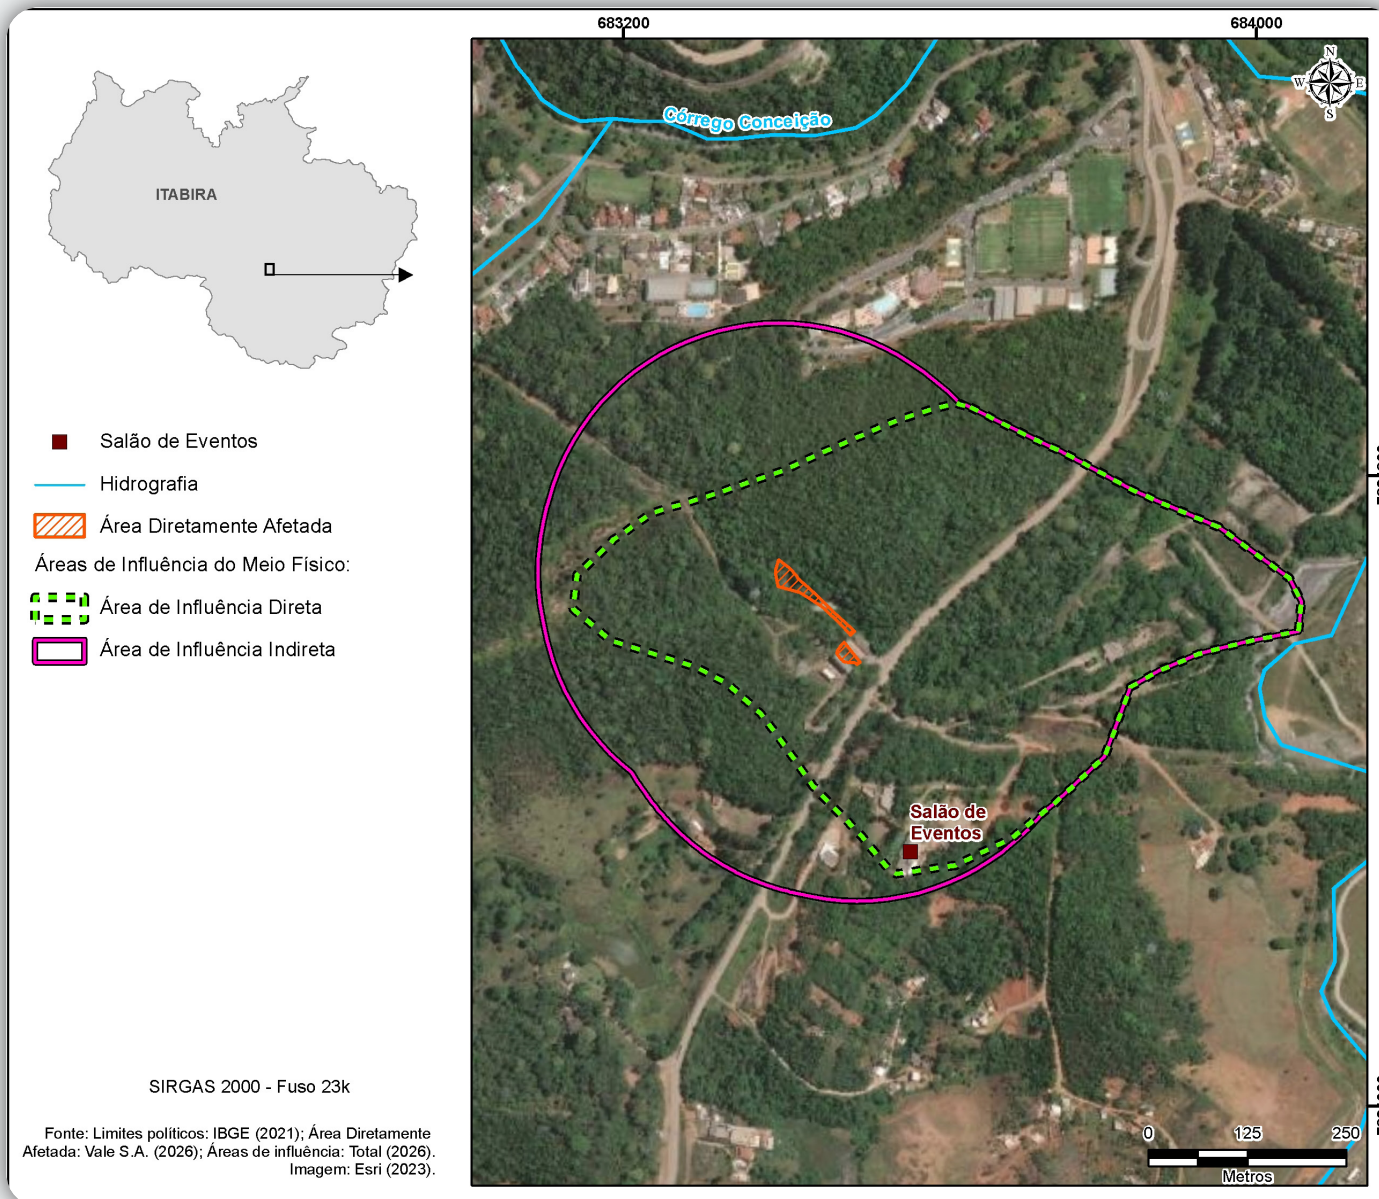 683200
684000
N
W
E
S
Córrego Conceição
ITABIRA
Salão de Eventos
Hidrografia
Área Diretamente Afetada
Áreas de Influência do Meio Físico:
Área de Influência Direta
Área de Influência Indireta
Salão de
Eventos
SIRGAS 2000 - Fuso 23k
Fonte: Limites políticos: IBGE (2021); Área Diretamente
Afetada: Vale S.A. (2026); Áreas de influência: Total (2026).
Imagem: Esri (2023).
0
125
250
Metros